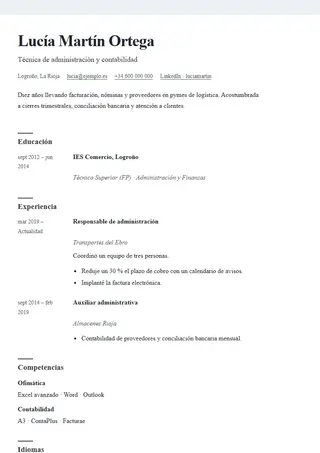 Lucía Martín Ortega
Técnica de administración y contabilidad
Logroño, La Rioja lucia@ejemplo.es +34 600 000 000 LinkedIn · luciamartin
Diez años llevando facturación, nóminas y proveedores en pymes de logística. Acostumbrada
a cierres trimestrales, conciliación bancaria y atención a clientes.
Educación
sept 2012 – jun
2014
IES Comercio, Logroño
Técnica Superior (FP) · Administración y Finanzas
Experiencia
mar 2019 –
Actualidad
Responsable de administración
Transportes del Ebro
Coordino un equipo de tres personas.
• Reduje un 30 % el plazo de cobro con un calendario de avisos.
• Implanté la factura electrónica.
sept 2014 – feb
2019
Auxiliar administrativa
Almacenes Rioja
• Contabilidad de proveedores y conciliación bancaria mensual.
Competencias
Ofimática
Excel avanzado · Word · Outlook
Contabilidad
A3 · ContaPlus · Facturae
Idiomas